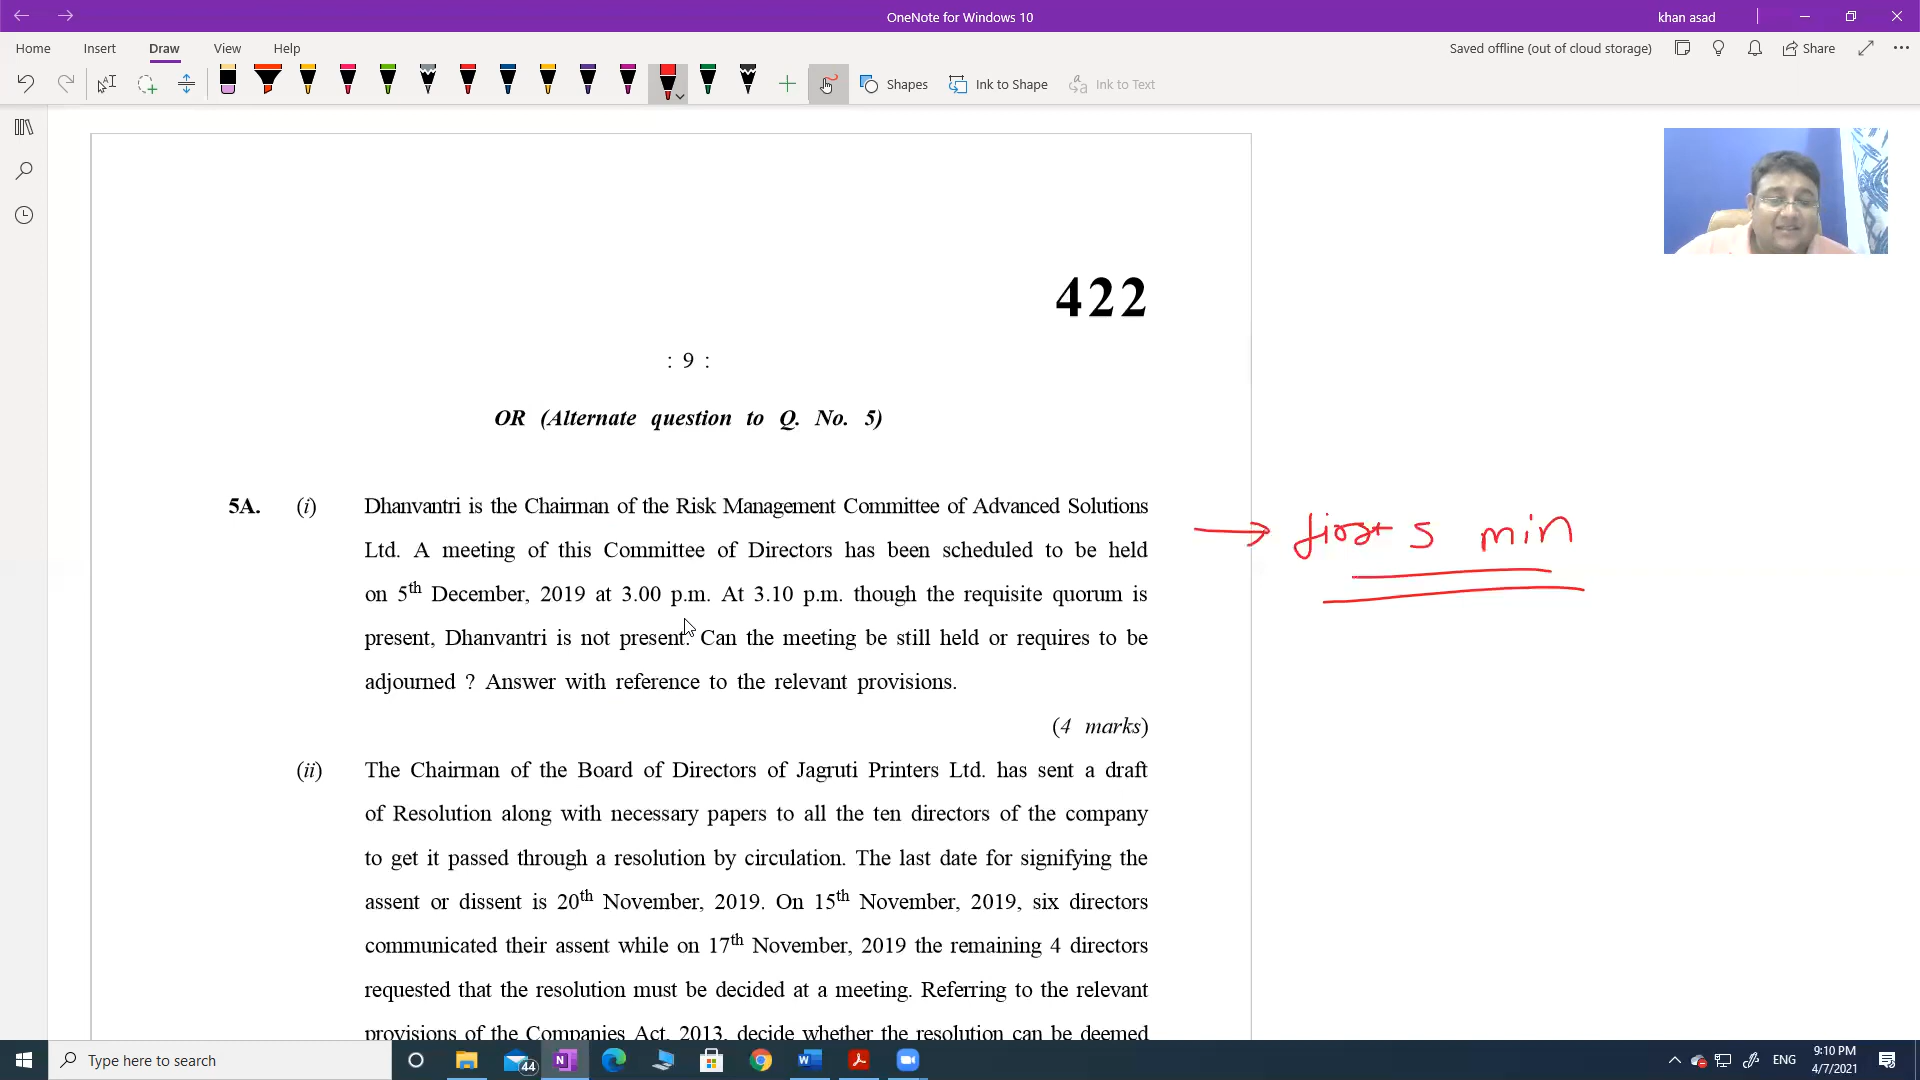 OneNote for Windows 10
khan asad
Home Insert Draw View Help
Saved offline (out of cloud storage)
Share
Shapes
Ink to Shape
Ink to Text
422
: 9 :
OR (Alternate question to Q. No. 5)
5A. (i) Dhanvantri is the Chairman of the Risk Management Committee of Advanced Solutions
Ltd. A meeting of this Committee of Directors has been scheduled to be held
on 5th December, 2019 at 3.00 p.m. At 3.10 p.m. though the requisite quorum is
present, Dhanvantri is not present. Can the meeting be still held or requires to be
adjourned ? Answer with reference to the relevant provisions.
(4 marks)
first 5 min
(ii) The Chairman of the Board of Directors of Jagruti Printers Ltd. has sent a draft
of Resolution along with necessary papers to all the ten directors of the company
to get it passed through a resolution by circulation. The last date for signifying the
assent or dissent is 20th November, 2019. On 15th November, 2019, six directors
communicated their assent while on 17th November, 2019 the remaining 4 directors
requested that the resolution must be decided at a meeting. Referring to the relevant
provisions of the Companies Act, 2013, decide whether the resolution can be deemed
Type here to search
44
ENG
9:10 PM
4/7/2021